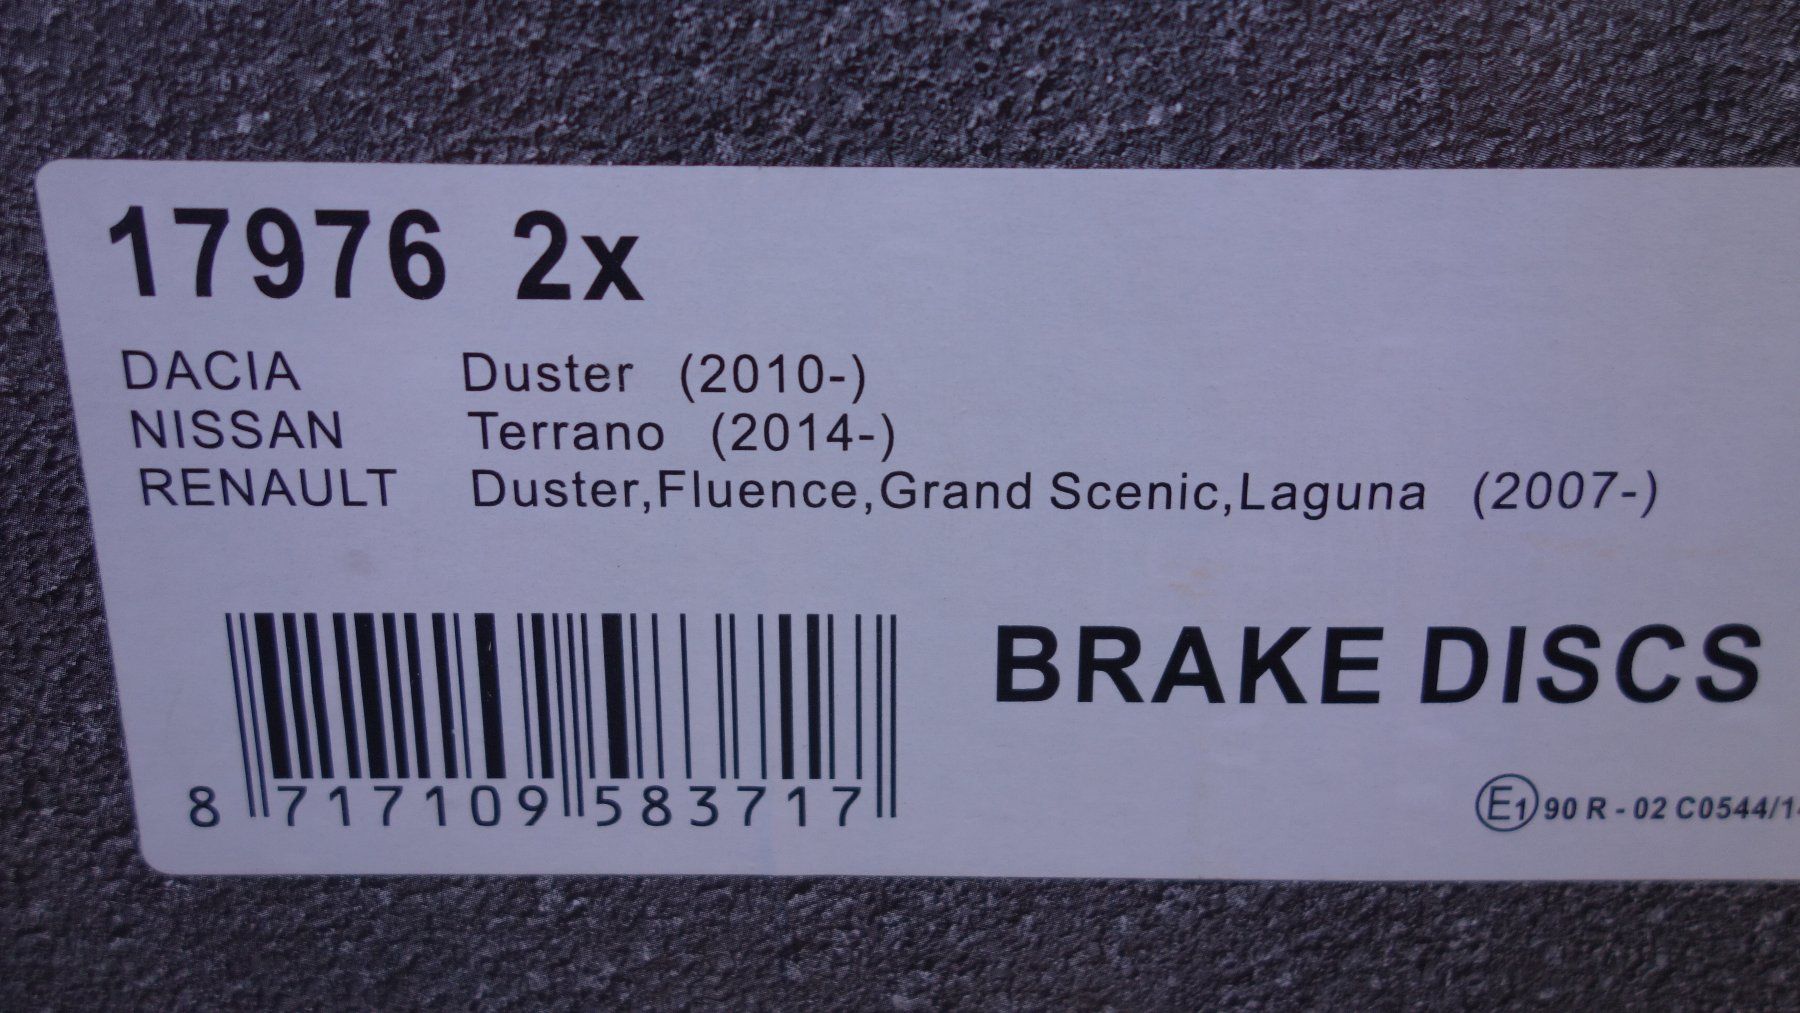 17976 2x
DACIA Duster (2010-)
NISSAN Terrano (2014-)
RENAULT Duster,Fluence,Grand Scenic,Laguna (2007-)
BRAKE DISCS
8 717109 583717
E1 90 R - 02 C0544/1